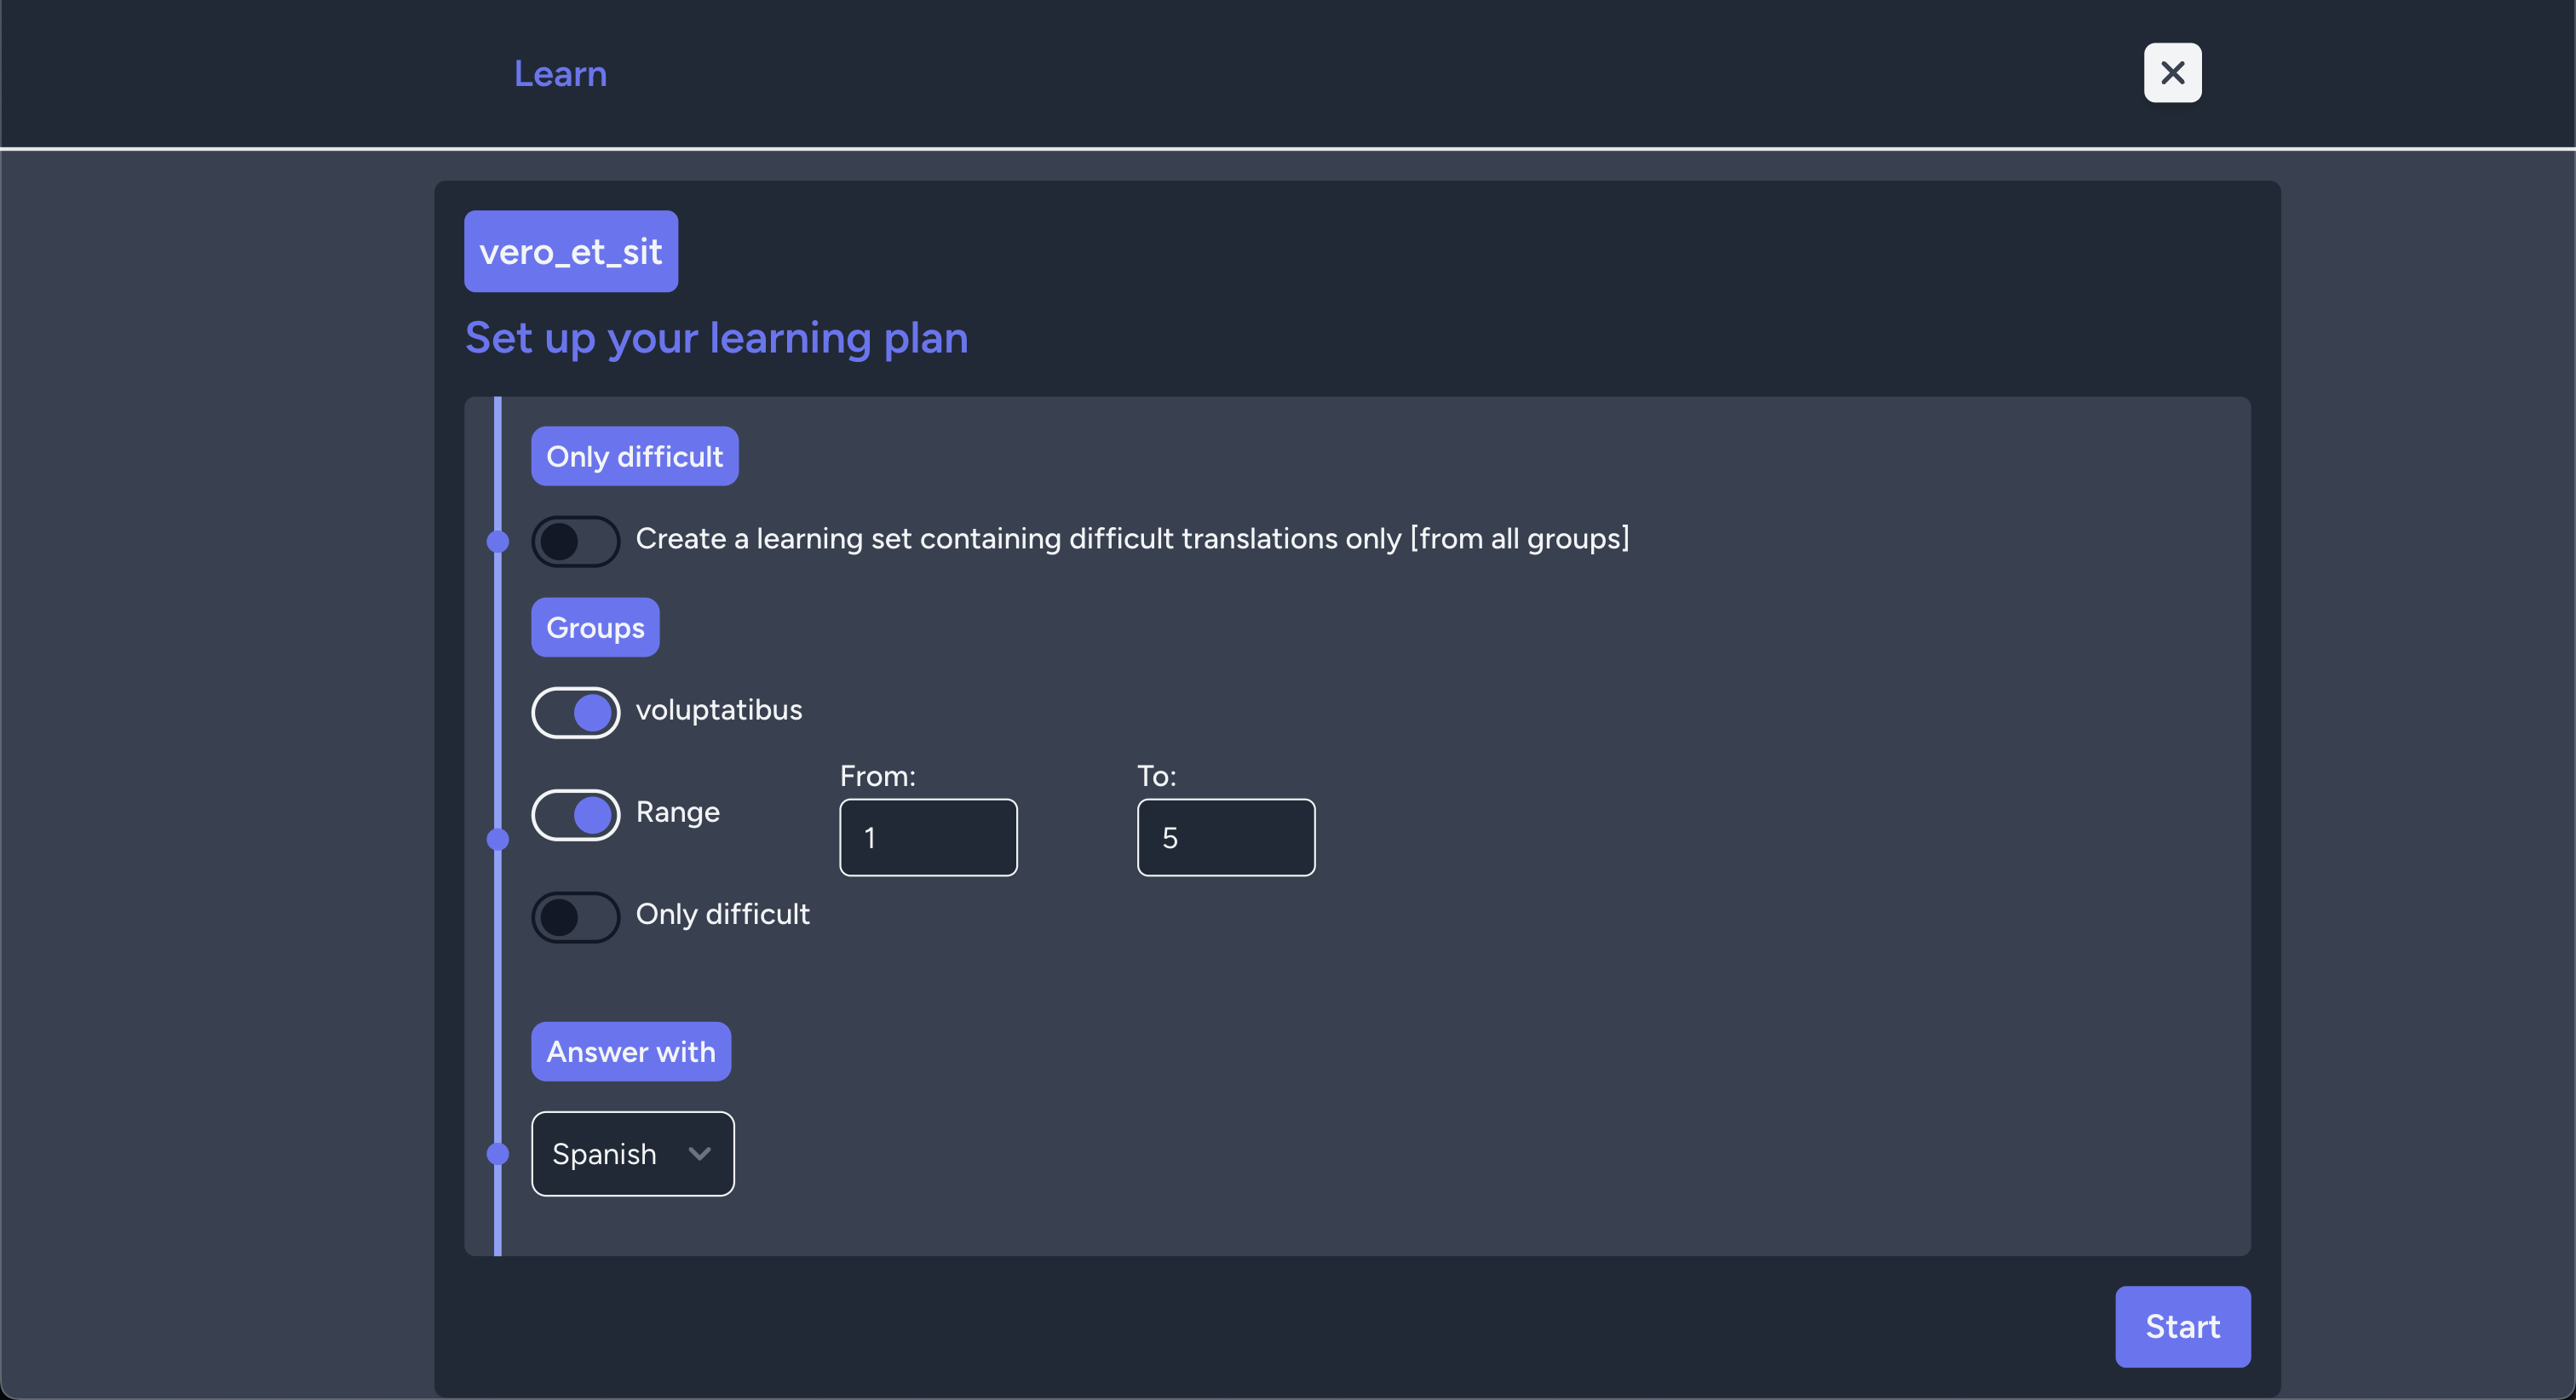 Learn
vero_et_sit
Set up your learning plan
Only difficult
Create a learning set containing difficult translations only [from all groups]
Groups
voluptatibus
Range
From:
1
To:
5
Only difficult
Answer with
Spanish
Start